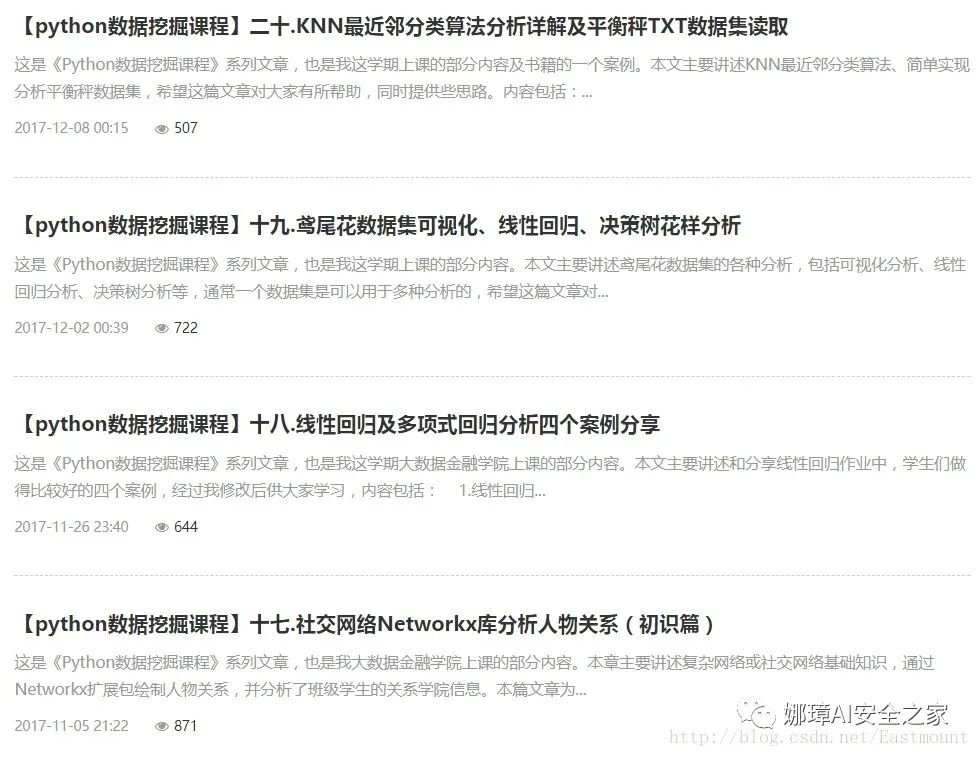 【python数据挖掘课程】二十.KNN最近邻分类算法分析详解及平衡秤TXT数据集读取
这是《Python数据挖掘课程》系列文章，也是我这学期上课的部分内容及书籍的一个案例。本文主要讲述KNN最近邻分类算法、简单实现
分析平衡秤数据集，希望这篇文章对大家有所帮助，同时提供些思路。内容包括：...
2017-12-08 00:15 507
【python数据挖掘课程】十九.鸢尾花数据集可视化、线性回归、决策树花样分析
这是《Python数据挖掘课程》系列文章，也是我这学期上课的部分内容。本文主要讲述鸢尾花数据集的各种分析，包括可视化分析、线性
回归分析、决策树分析等，通常一个数据集是可以用于多种分析的，希望这篇文章对...
2017-12-02 00:39 722
【python数据挖掘课程】十八.线性回归及多项式回归分析四个案例分享
这是《Python数据挖掘课程》系列文章，也是我这学期大数据金融学院上课的部分内容。本文主要讲述和分享线性回归作业中，学生们做
得比较好的四个案例，经过我修改后供大家学习，内容包括： 1.线性回归...
2017-11-26 23:40 644
【python数据挖掘课程】十七.社交网络Networkx库分析人物关系（初识篇）
这是《Python数据挖掘课程》系列文章，也是我大数据金融学院上课的部分内容。本章主要讲述复杂网络或社交网络基础知识，通过
Networkx扩展包绘制人物关系，并分析了班级学生的关系学院信息。本篇文章为...
2017-11-05 21:22 871
娜璋AI安全之家
http://blog.csdn.net/Eastmount